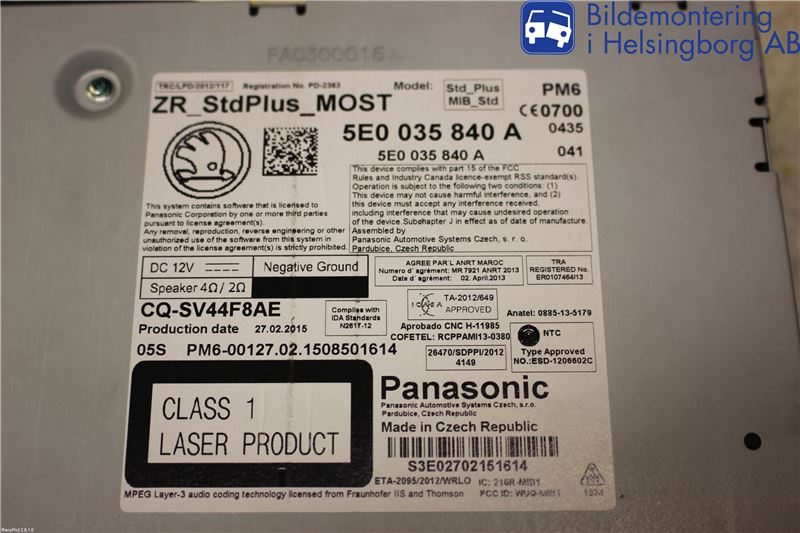 Bildemontering
i Helsingborg AB
FA0300016A
TRC/LPD/2012/117 Registration No. PD-2383 Model: Std_Plus MIB_Std PM6
ZR_StdPlus_MOST CE0700
5E0 035 840 A 0435
5E0 035 840 A 041
This device complies with part 15 of the FCC
Rules and Industry Canada licence-exempt RSS standard(s).
Operation is subject to the following two conditions: (1)
This device may not cause harmful interference, and (2)
this device must accept any interference received,
including interference that may cause undesired operation
of the device. Subchapter J in effect as of date of manufacture.
Assembled by
Panasonic Automotive Systems Czech, s. r. o.
Pardubice, Czech Republic.
This system contains software that is licensed to
Panasonic Corporation by one or more third parties
pursuant to license agreement(s).
Any removal, reproduction, reverse engineering or other
unauthorized use of the software from this system in
violation of the license agreement(s) is strictly prohibited.
DC 12V Negative Ground
Speaker 4Ω/ 2Ω
AGREE PAR L' ANRT MAROC
Numero d´agrément: MR 7921 ANRT 2013
Date d´agrément: 02. April.2013
TRA
REGISTERED No.
ER0107464/13
CQ-SV44F8AE
Production date 27.02.2015
Complies with
IDA Standards
N2617-12
ICASA
TA-2012/649
APPROVED
Anatel: 0885-13-5179
Aprobado CNC H-11985
COFETEL: RCPPAMI13-0380
NTC
Type Approved
NO.:ESD-1206602C
05S PM6-00127.02.1508501614
26470/SDPPI/2012
4149
CLASS 1
LASER PRODUCT
Panasonic
Panasonic Automotive Systems Czech, s.r.o.
Pardubice, Czech Republic
Made in Czech Republic
S3E02702151614
ETA-2095/2012/WRLO IC: 216R-MIB1
MPEG Layer-3 audio coding technology licensed from Fraunhofer IIS and Thomson FCC ID: WUQ-MIB1 1024